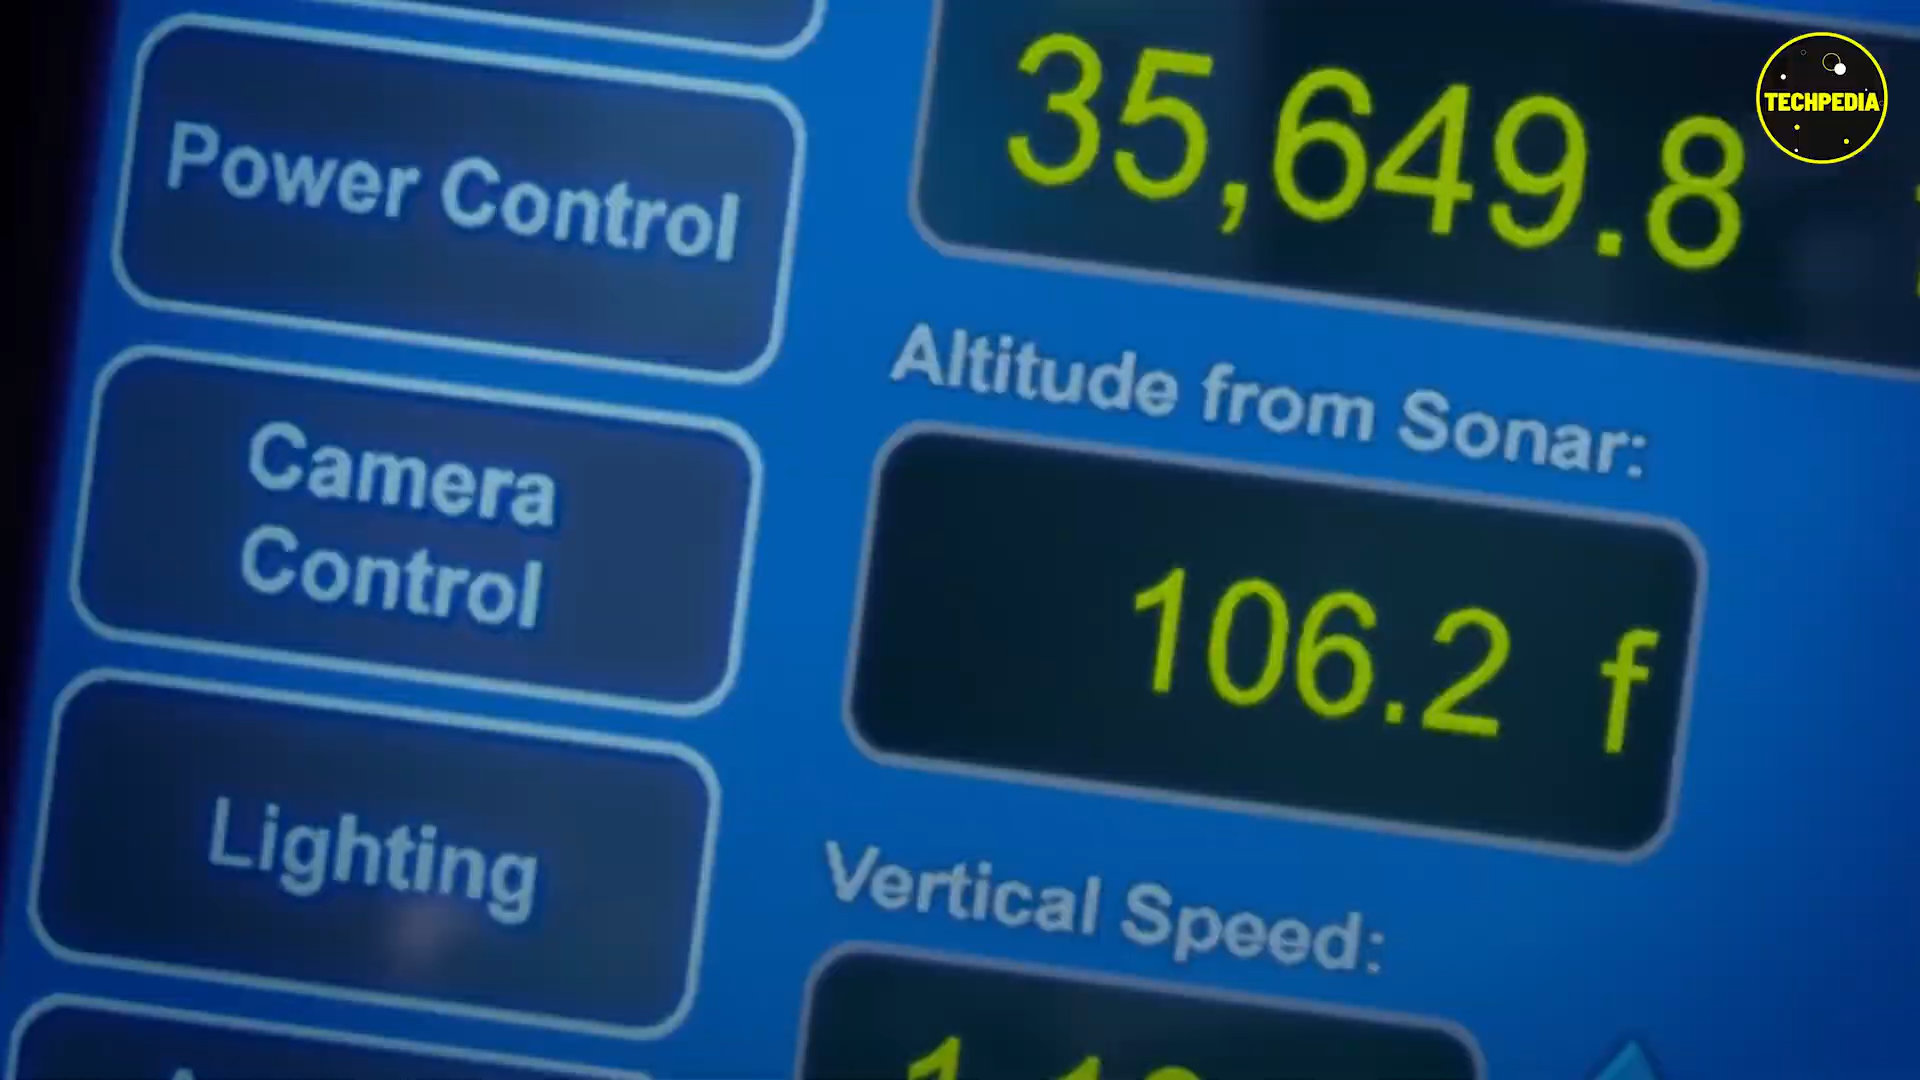 35,649.8
TECHPEDIA
Power Control
Altitude from Sonar:
Camera
Control
106.2 f
Lighting
Vertical Speed: